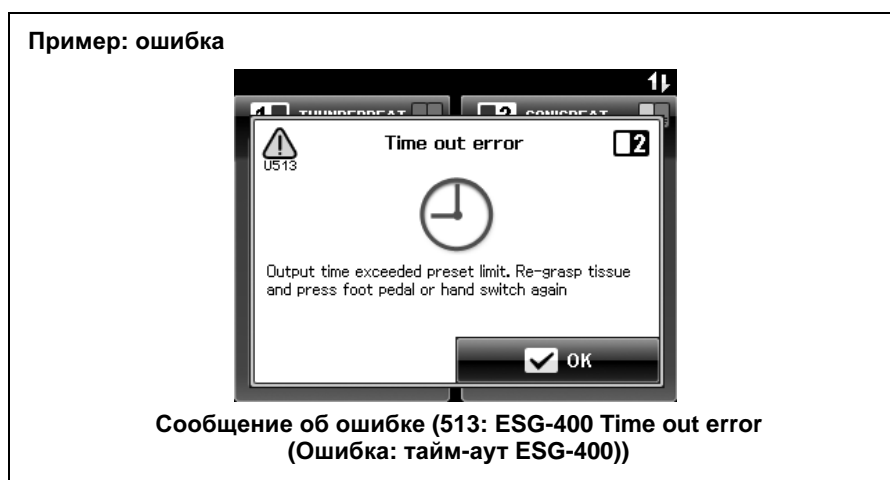 Пример: ошибка
1
2
Time out error
2
U513
Output time exceeded preset limit. Re-grasp tissue
and press foot pedal or hand switch again
OK
Сообщение об ошибке (513: ESG-400 Time out error
(Ошибка: тайм-аут ESG-400))